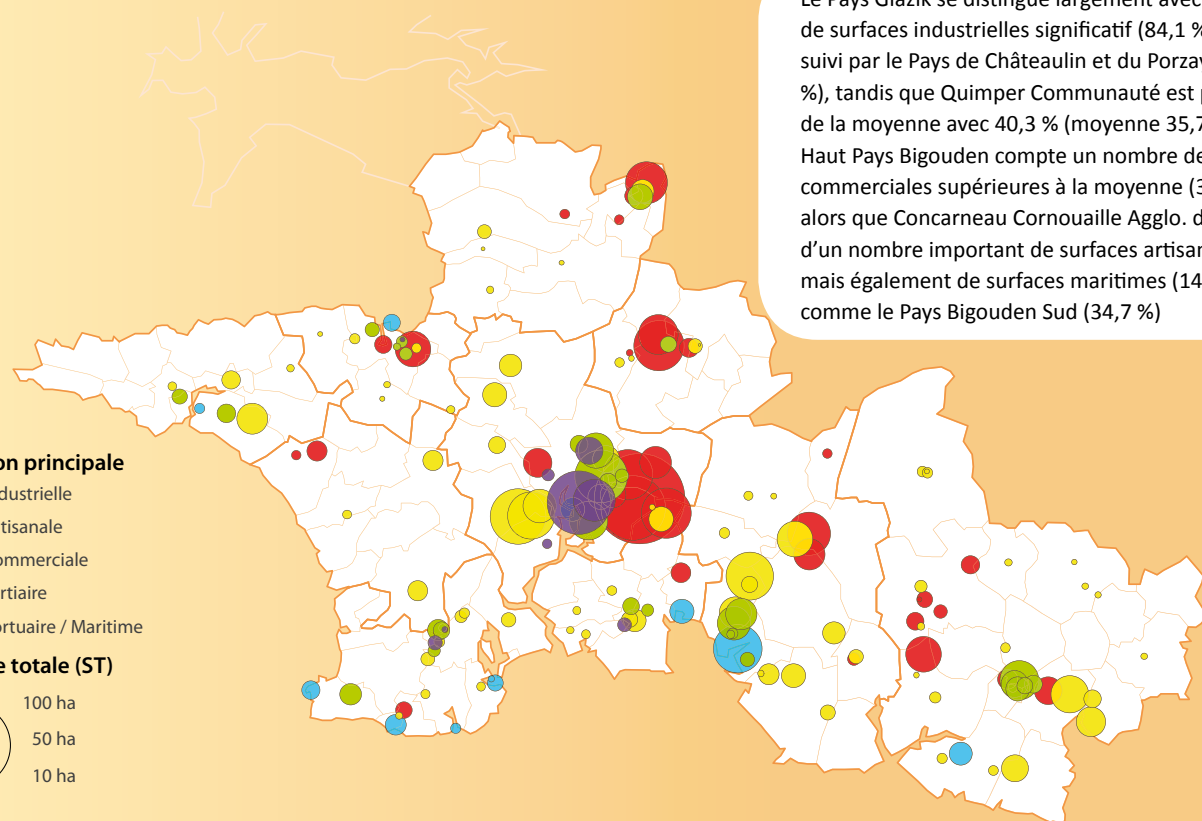 Le Pays Glazik se distingue largement avec
de surfaces industrielles significatif (84,1 %
suivi par le Pays de Châteaulin et du Porza
%), tandis que Quimper Communauté est
de la moyenne avec 40,3 % (moyenne 35,7
Haut Pays Bigouden compte un nombre de
commerciales supérieures à la moyenne (3
alors que Concarneau Cornouaille Agglo. d
d’un nombre important de surfaces artisan
mais également de surfaces maritimes (14
comme le Pays Bigouden Sud (34,7 %)
on principale
dustrielle
tisanale
ommerciale
rtiaire
ortuaire / Maritime
e totale (ST)
100 ha
50 ha
10 ha